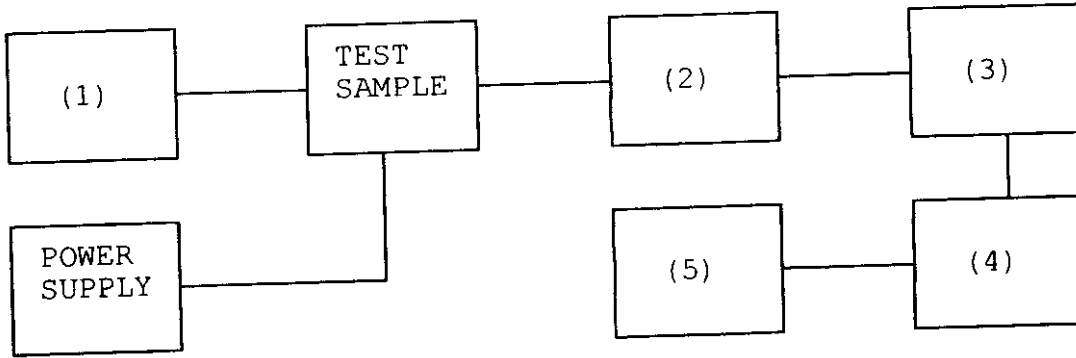 (1)
TEST
SAMPLE
(2)
(3)
POWER
SUPPLY
(5)
(4)